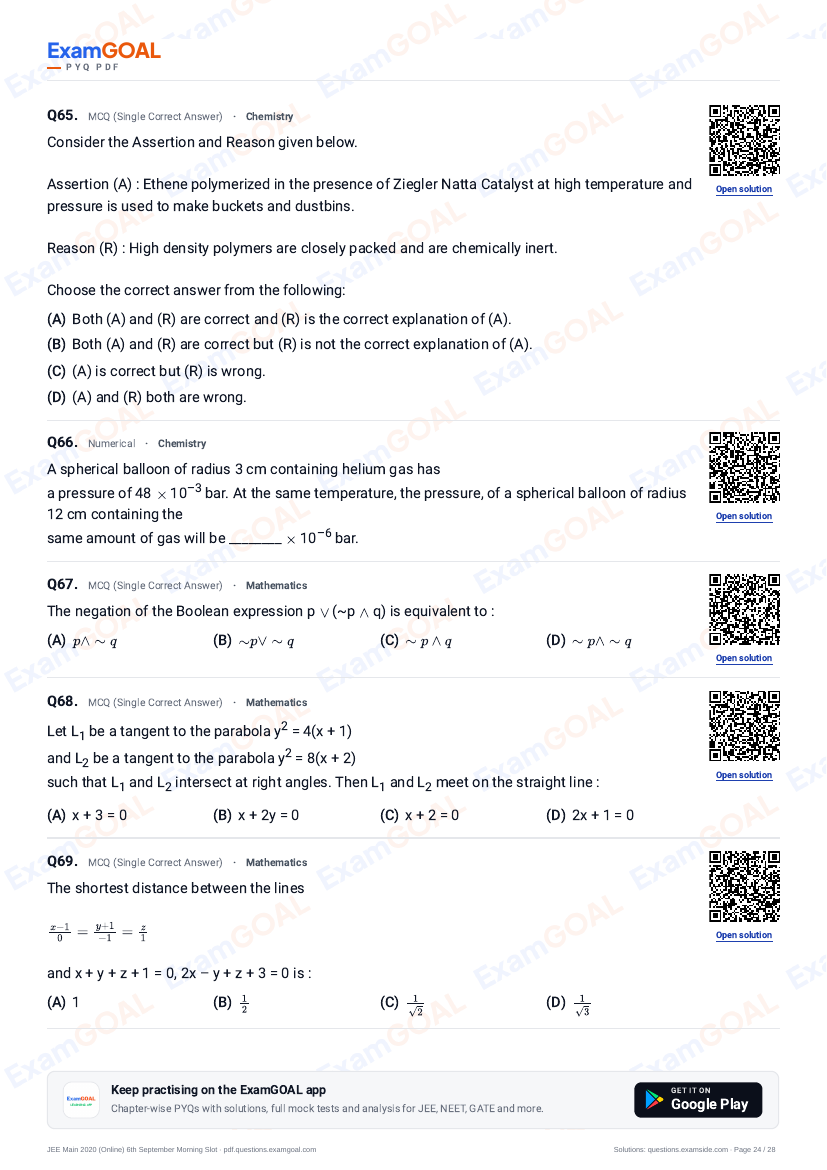 ExamGOAL
PYQ PDF
Q65. MCQ (Single Correct Answer) · Chemistry
Consider the Assertion and Reason given below.
Open solution
Assertion (A) : Ethene polymerized in the presence of Ziegler Natta Catalyst at high temperature and
pressure is used to make buckets and dustbins.
Reason (R) : High density polymers are closely packed and are chemically inert.
Choose the correct answer from the following:
(A) Both (A) and (R) are correct and (R) is the correct explanation of (A).
(B) Both (A) and (R) are correct but (R) is not the correct explanation of (A).
(C) (A) is correct but (R) is wrong.
(D) (A) and (R) both are wrong.
Q66. Numerical · Chemistry
A spherical balloon of radius 3 cm containing helium gas has
a pressure of 48 × 10⁻³ bar. At the same temperature, the pressure, of a spherical balloon of radius
12 cm containing the
Open solution
same amount of gas will be ________ × 10⁻⁶ bar.
Q67. MCQ (Single Correct Answer) · Mathematics
The negation of the Boolean expression p ∨ (~p ∧ q) is equivalent to :
(A) p∧ ~ q (B) ~p∨ ~ q (C) ~ p ∧ q (D) ~ p∧ ~ q
Open solution
Q68. MCQ (Single Correct Answer) · Mathematics
Let L₁ be a tangent to the parabola y² = 4(x + 1)
and L₂ be a tangent to the parabola y² = 8(x + 2)
Open solution
such that L₁ and L₂ intersect at right angles. Then L₁ and L₂ meet on the straight line :
(A) x + 3 = 0 (B) x + 2y = 0 (C) x + 2 = 0 (D) 2x + 1 = 0
Q69. MCQ (Single Correct Answer) · Mathematics
The shortest distance between the lines
(x−1)/0 = (y+1)/−1 = z/1
Open solution
and x + y + z + 1 = 0, 2x − y + z + 3 = 0 is :
(A) 1 (B) 1/2 (C) 1/√2 (D) 1/√3
ExamGOAL
Keep practising on the ExamGOAL app
Chapter-wise PYQs with solutions, full mock tests and analysis for JEE, NEET, GATE and more.
GET IT ON
Google Play
JEE Main 2020 (Online) 6th September Morning Slot · pdf.questions.examgoal.com
Solutions: questions.examside.com · Page 24 / 28